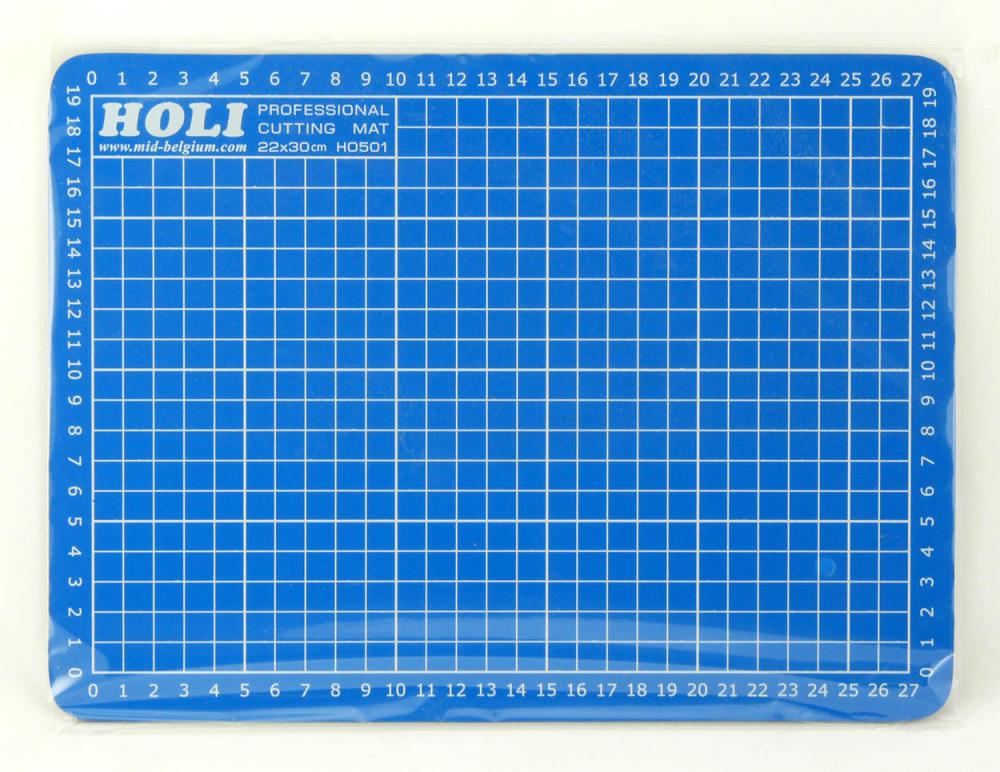 0 1 2 3 4 5 6 7 8 9 10 11 12 13 14 15 16 17 18 19 20 21 22 23 24 25 26 27
HOLI
www.mid-belgium.com
PROFESSIONAL
CUTTING MAT
22x30cm HO501
19 18 17 16 15 14 13 12 11 10 9 8 7 6 5 4 3 2 1 0
19 18 17 16 15 14 13 12 11 10 9 8 7 6 5 4 3 2 1 0
0 1 2 3 4 5 6 7 8 9 10 11 12 13 14 15 16 17 18 19 20 21 22 23 24 25 26 27